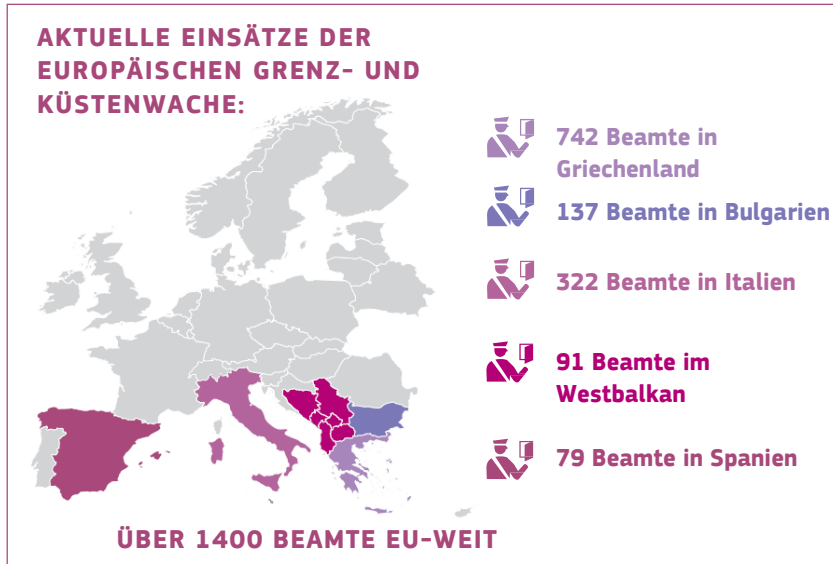 AKTUELLE EINSÄTZE DER
EUROPÄISCHEN GRENZ- UND
KÜSTENWACHE:
742 Beamte in
Griechenland
137 Beamte in Bulgarien
322 Beamte in Italien
91 Beamte im
Westbalkan
79 Beamte in Spanien
ÜBER 1400 BEAMTE EU-WEIT